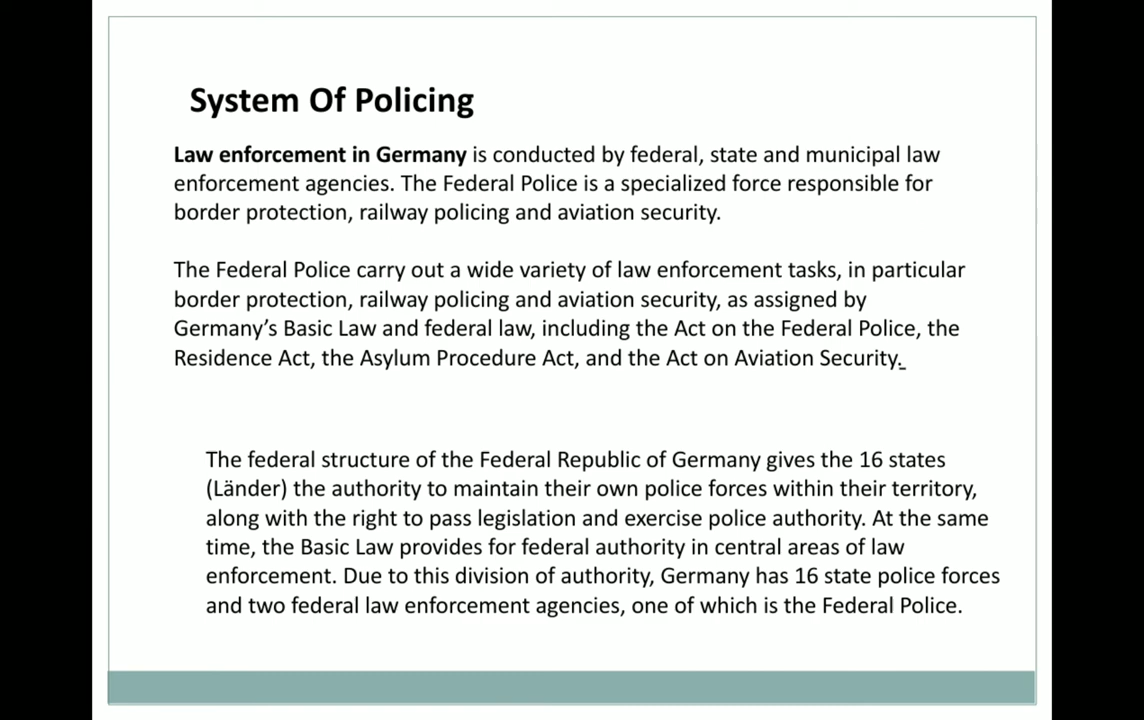 System Of Policing
Law enforcement in Germany is conducted by federal, state and municipal law
enforcement agencies. The Federal Police is a specialized force responsible for
border protection, railway policing and aviation security.
The Federal Police carry out a wide variety of law enforcement tasks, in particular
border protection, railway policing and aviation security, as assigned by
Germany’s Basic Law and federal law, including the Act on the Federal Police, the
Residence Act, the Asylum Procedure Act, and the Act on Aviation Security.
The federal structure of the Federal Republic of Germany gives the 16 states
(Länder) the authority to maintain their own police forces within their territory,
along with the right to pass legislation and exercise police authority. At the same
time, the Basic Law provides for federal authority in central areas of law
enforcement. Due to this division of authority, Germany has 16 state police forces
and two federal law enforcement agencies, one of which is the Federal Police.